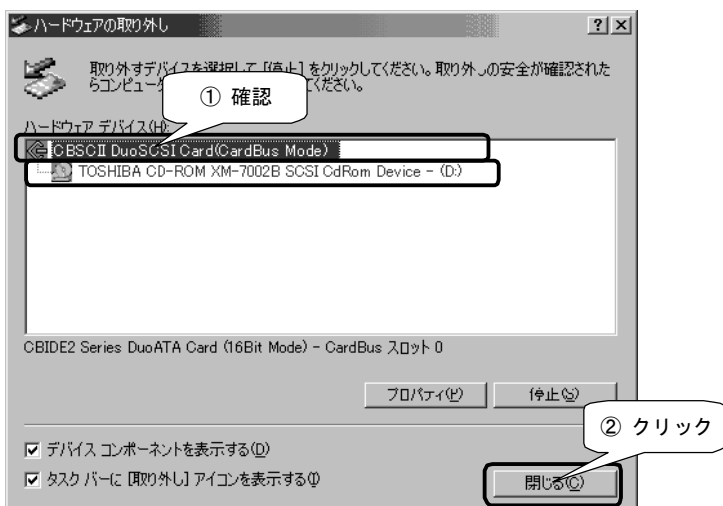 ハードウェアの取り外し
取り外すデバイスを選択して [停止] をクリックしてください。取り外しの安全が確認された
らコンピュータ
てください。
① 確認
ハードウェア デバイス(H):
CBSCII DuoSCSI Card(CardBus Mode)
TOSHIBA CD-ROM XM-7002B SCSI CdRom Device - (D:)
CBIDE2 Series DuoATA Card (16Bit Mode) - CardBus スロット 0
プロパティ(P)
停止(S)
② クリック
デバイス コンポーネントを表示する(D)
タスク バーに [取り外し] アイコンを表示する(I)
閉じる(C)